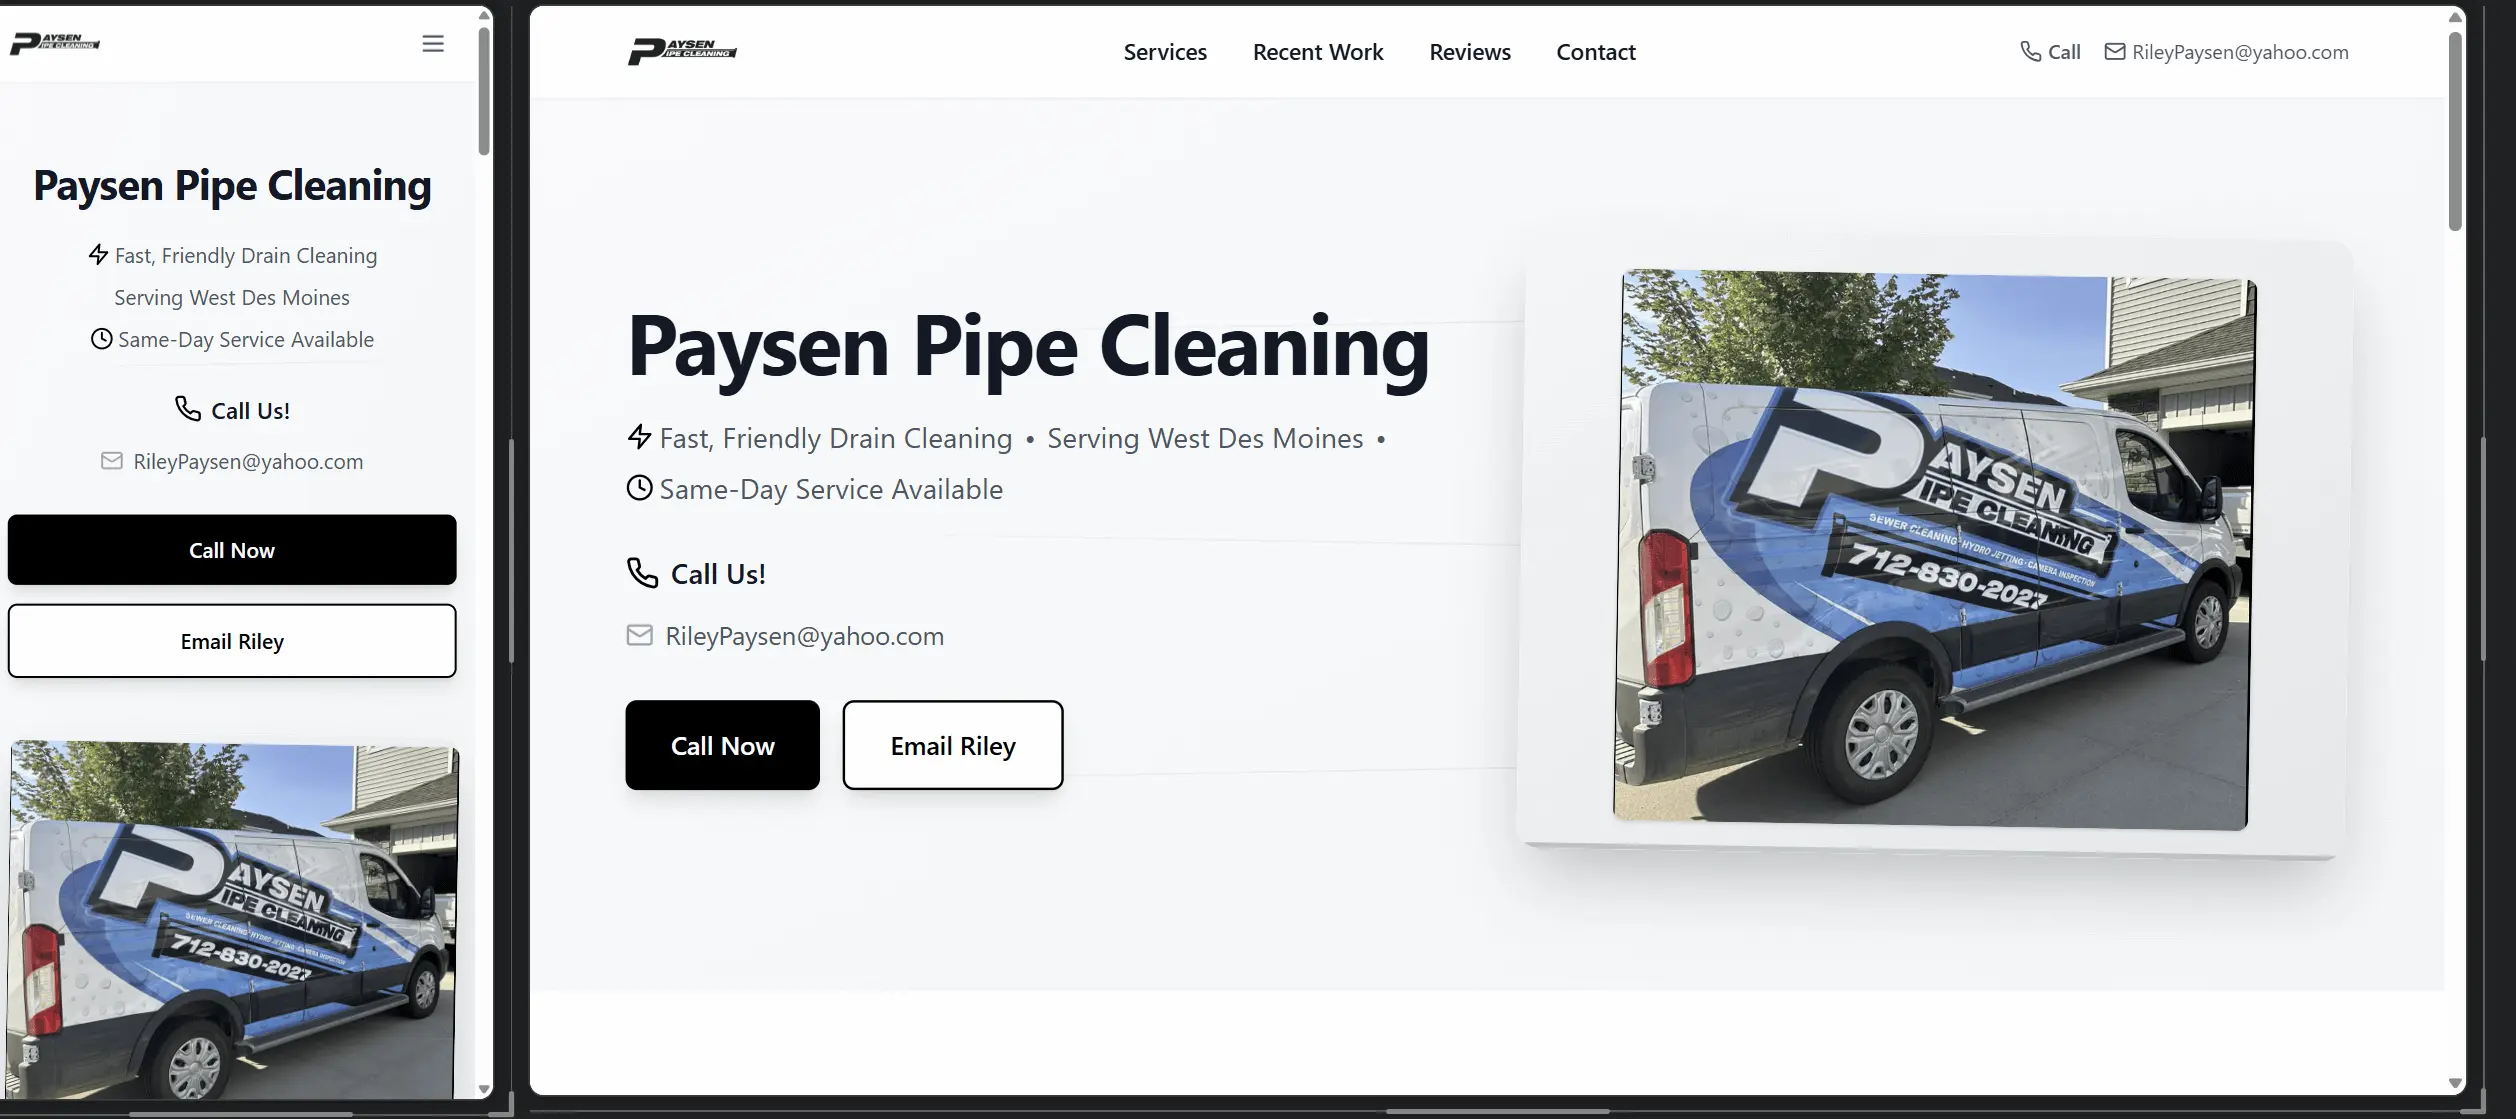 PAYSEN
PIPE CLEANING
Paysen Pipe Cleaning
Fast, Friendly Drain Cleaning
Serving West Des Moines
Same-Day Service Available
Call Us!
RileyPaysen@yahoo.com
Call Now
Email Riley
PAYSEN
PIPE CLEANING
SEWER CLEANING·HYDRO JETTING·CAMERA INSPECTION
712-830-2027
PAYSEN
PIPE CLEANING
Services
Recent Work
Reviews
Contact
Call
RileyPaysen@yahoo.com
Paysen Pipe Cleaning
Fast, Friendly Drain Cleaning • Serving West Des Moines •
Same-Day Service Available
Call Us!
RileyPaysen@yahoo.com
Call Now
Email Riley
PAYSEN
PIPE CLEANING
SEWER CLEANING·HYDRO JETTING·CAMERA INSPECTION
712-830-2027